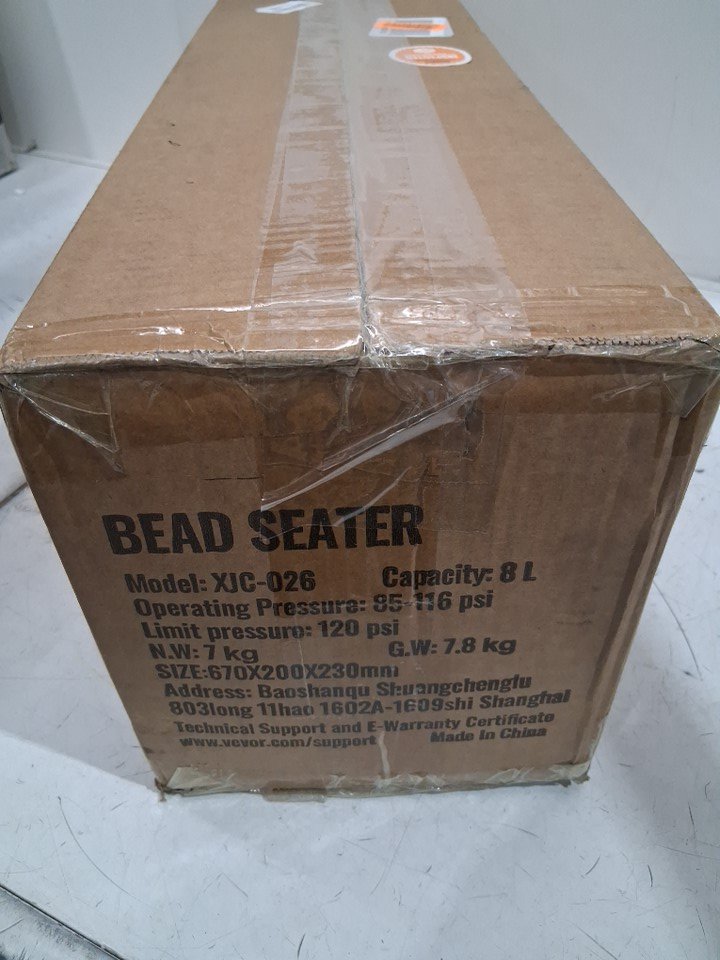 BEAD SEATER
Model: XJC-026 Capacity: 8 L
Operating Pressure: 85-116 psi
Limit pressure: 120 psi
N.W: 7 kg G.W: 7.8 kg
SIZE:670X200X230mm
Address: Baoshanqu Shuangchenglu
803long 11hao 1602A-1609shi Shanghai
Technical Support and E-Warranty Certificate
www.vevor.com/support Made In China